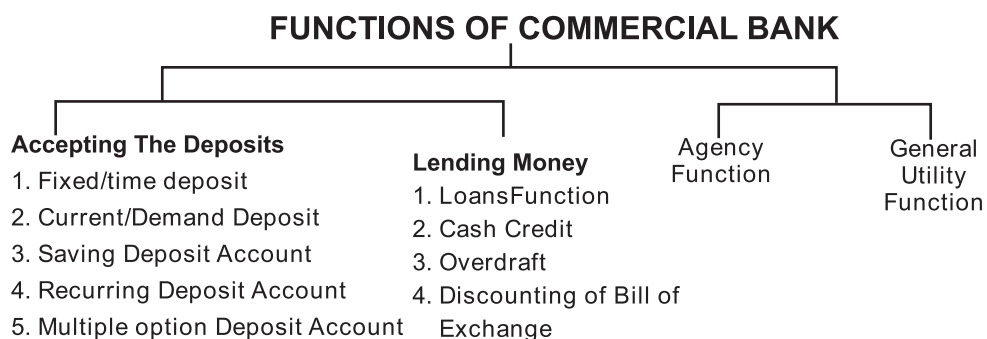 FUNCTIONS OF COMMERCIAL BANK
Accepting The Deposits
1. Fixed/time deposit
2. Current/Demand Deposit
3. Saving Deposit Account
4. Recurring Deposit Account
5. Multiple option Deposit Account
Lending Money
1. LoansFunction
2. Cash Credit
3. Overdraft
4. Discounting of Bill of
Exchange
Agency
Function
General
Utility
Function